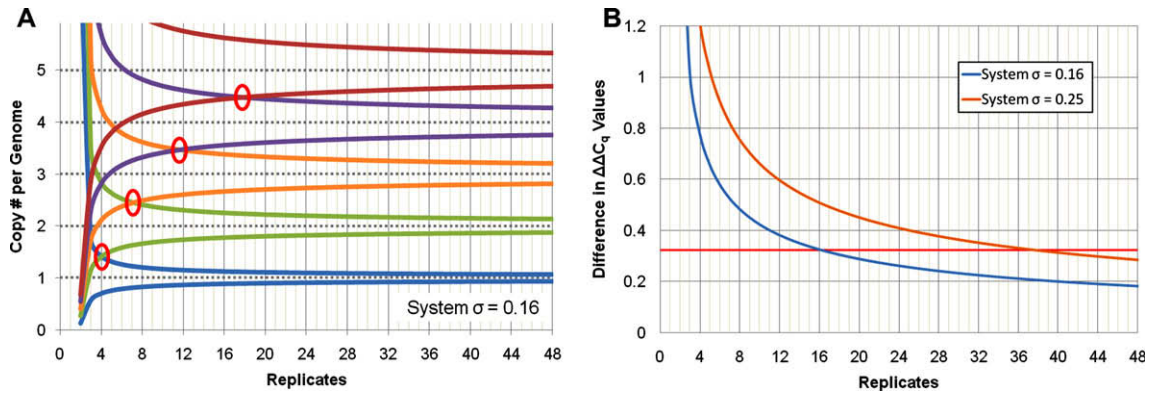 A
Copy # per Genome
5
4
3
2
1
0
System σ = 0.16
0 4 8 12 16 20 24 28 32 36 40 44 48
Replicates
B
Difference in ΔΔCq Values
1.2
1
0.8
0.6
0.4
0.2
0
System σ = 0.16
System σ = 0.25
0 4 8 12 16 20 24 28 32 36 40 44 48
Replicates